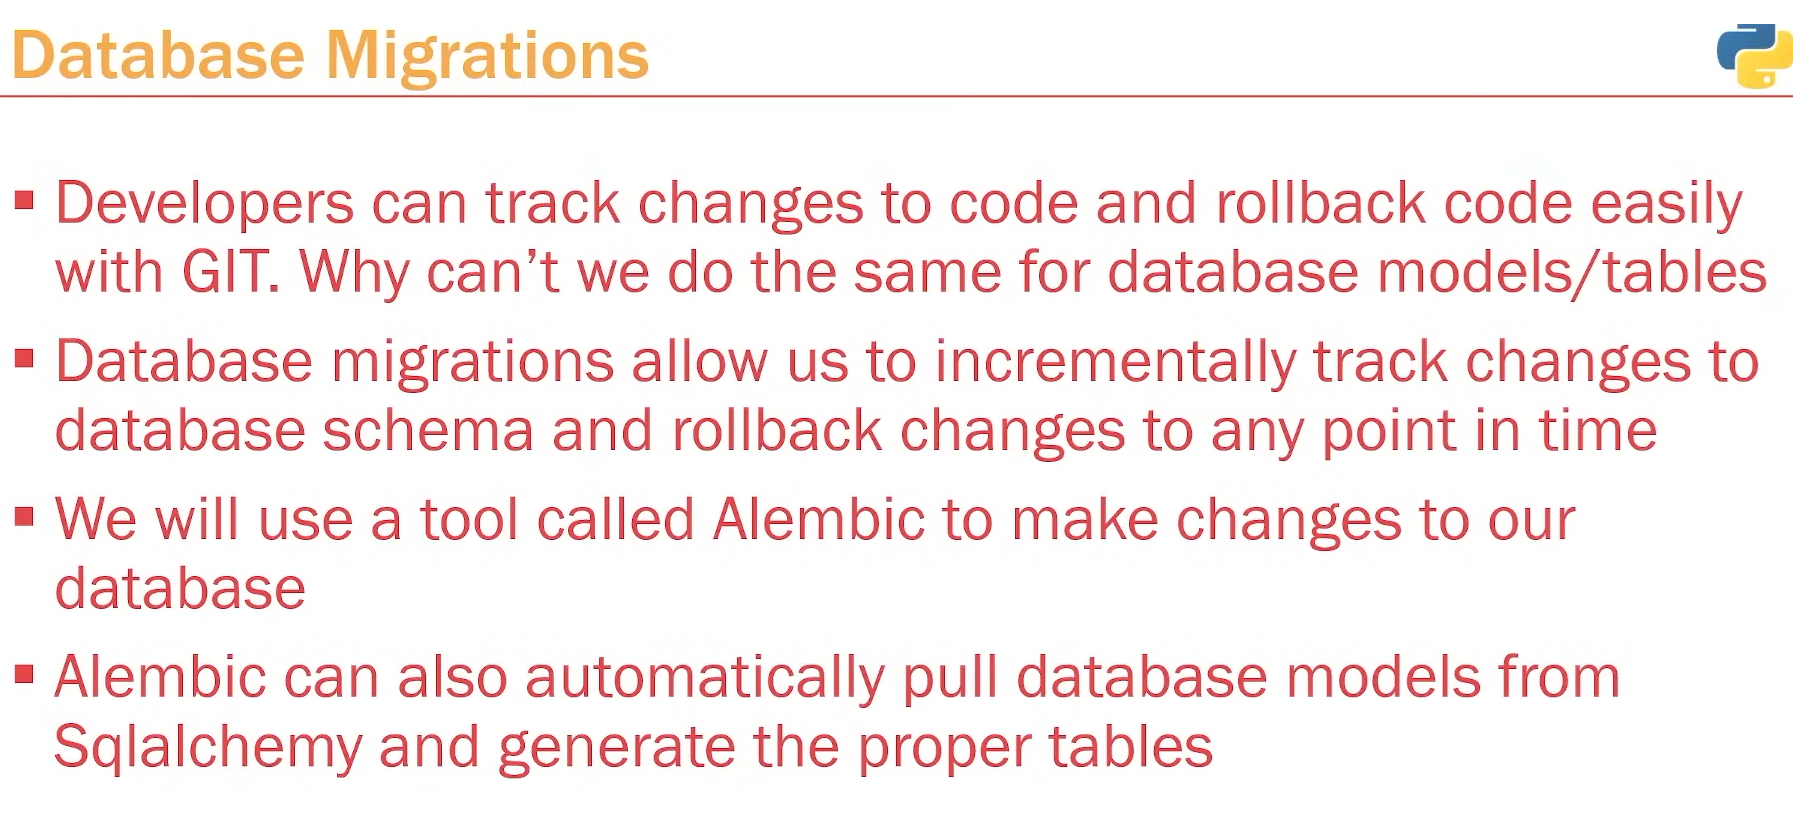 Database Migrations
▪ Developers can track changes to code and rollback code easily
with GIT. Why can’t we do the same for database models/tables
▪ Database migrations allow us to incrementally track changes to
database schema and rollback changes to any point in time
▪ We will use a tool called Alembic to make changes to our
database
▪ Alembic can also automatically pull database models from
Sqlalchemy and generate the proper tables